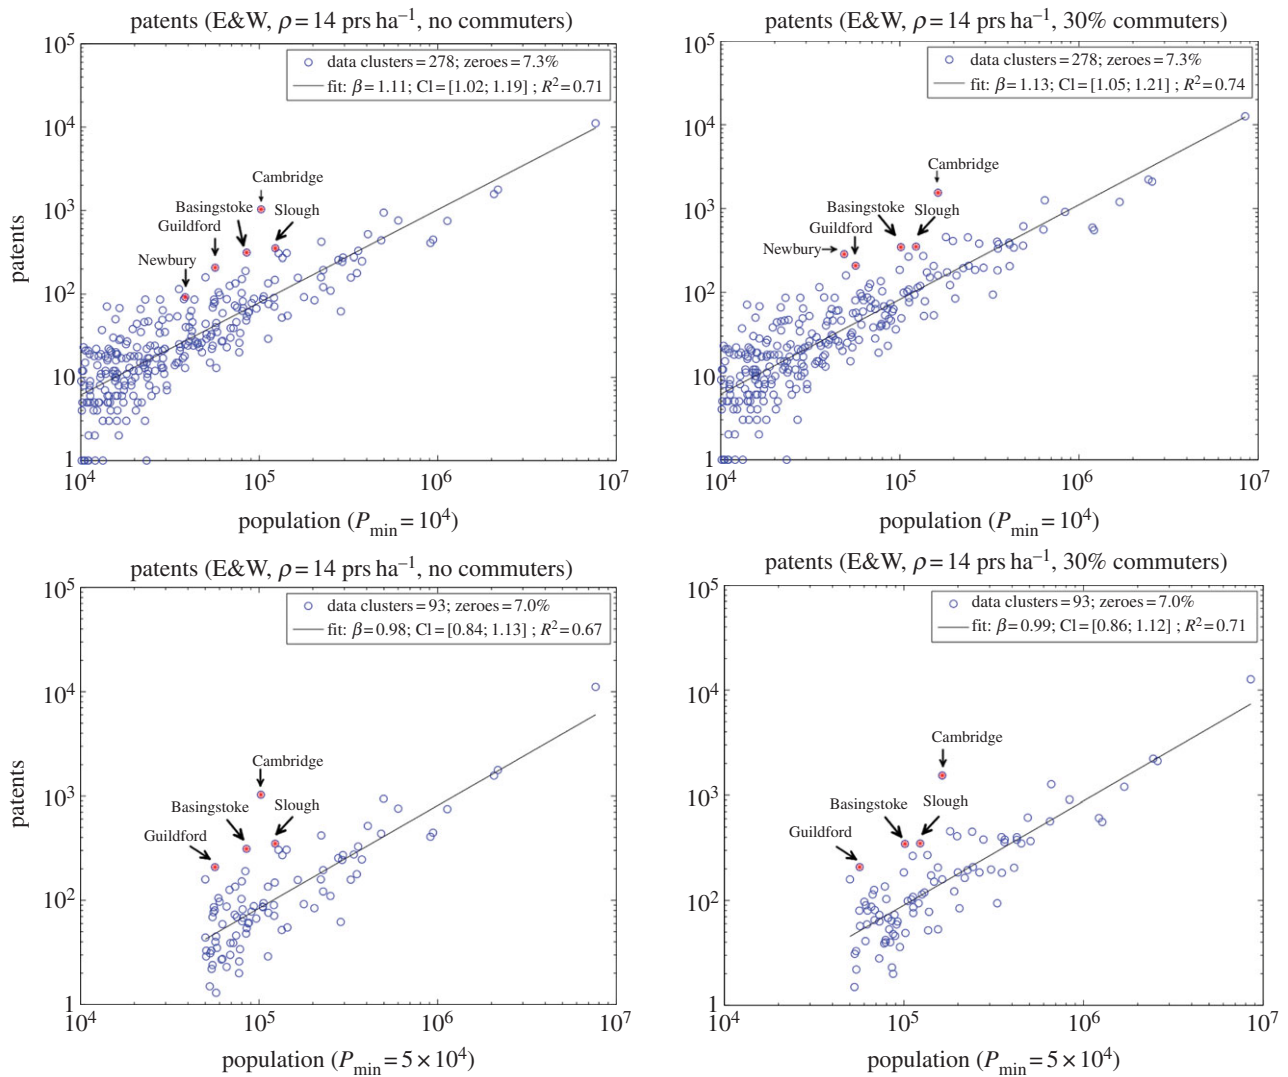 patents (E&W, ρ = 14 prs ha⁻¹, no commuters)
10⁵
data clusters = 278; zeroes = 7.3%
fit: β = 1.11; Cl = [1.02; 1.19] ; R² = 0.71
10⁴
Cambridge
10³
Basingstoke
Slough
Guildford
Newbury
patents
10²
10
1
10⁴ 10⁵ 10⁶ 10⁷
population (Pmin = 10⁴)
patents (E&W, ρ = 14 prs ha⁻¹, 30% commuters)
10⁵
data clusters = 278; zeroes = 7.3%
fit: β = 1.13; Cl = [1.05; 1.21] ; R² = 0.74
10⁴
Cambridge
10³
Basingstoke
Slough
Guildford
Newbury
10²
10
1
10⁴ 10⁵ 10⁶ 10⁷
population (Pmin = 10⁴)
patents (E&W, ρ = 14 prs ha⁻¹, no commuters)
10⁵
data clusters = 93; zeroes = 7.0%
fit: β = 0.98; Cl = [0.84; 1.13] ; R² = 0.67
10⁴
Cambridge
10³
Basingstoke
Slough
Guildford
patents
10²
1
10⁴ 10⁵ 10⁶ 10⁷
population (Pmin = 5 × 10⁴)
patents (E&W, ρ = 14 prs ha⁻¹, 30% commuters)
10⁵
data clusters = 93; zeroes = 7.0%
fit: β = 0.99; Cl = [0.86; 1.12] ; R² = 0.71
10⁴
Cambridge
10³
Basingstoke
Slough
Guildford
10²
1
10⁴ 10⁵ 10⁶ 10⁷
population (Pmin = 5 × 10⁴)